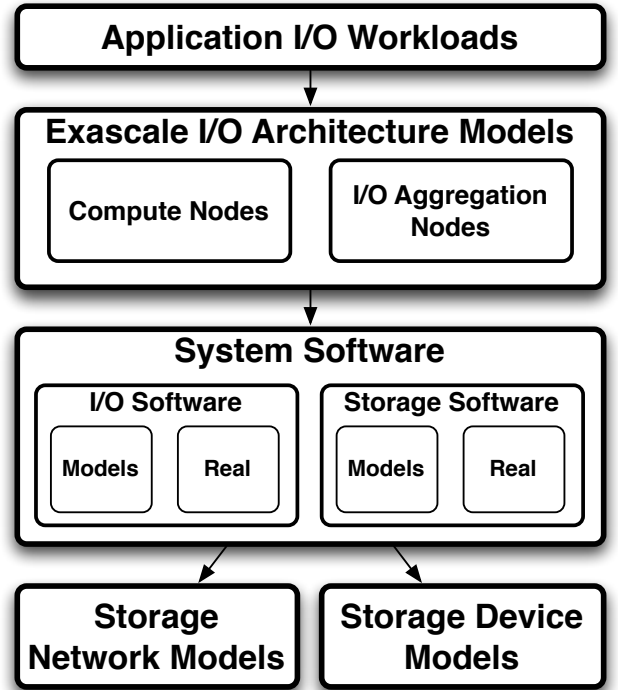 Application I/O Workloads
Exascale I/O Architecture Models
Compute Nodes
I/O Aggregation
Nodes
System Software
I/O Software
Models
Real
Storage Software
Models
Real
Storage
Network Models
Storage Device
Models